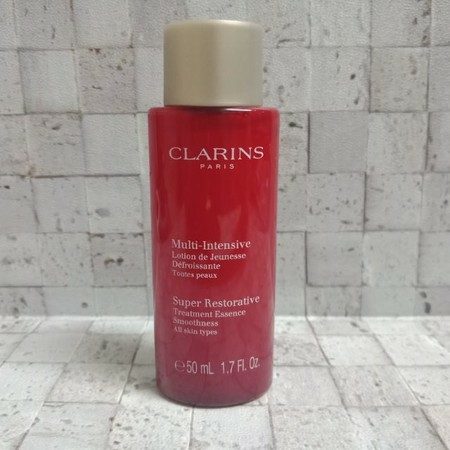 CLARINS
PARIS
Multi-Intensive
Lotion de Jeunesse
Défroissante
Toutes peaux
Super Restorative
Treatment Essence
Smoothness
All skin types
℮50 mL 1.7 Fl. Oz.